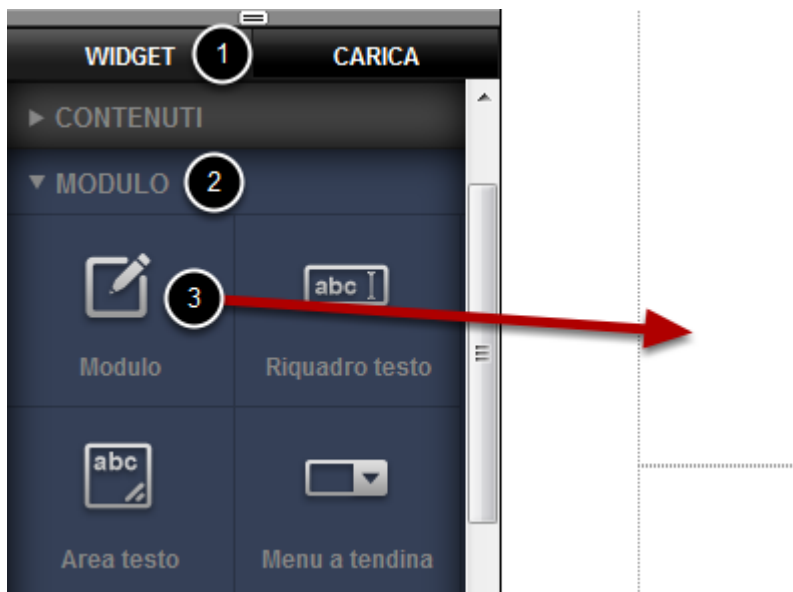 WIDGET 1 CARICA
CONTENUTI
MODULO 2
abc
3
Modulo Riquadro testo
abc
Area testo Menu a tendina